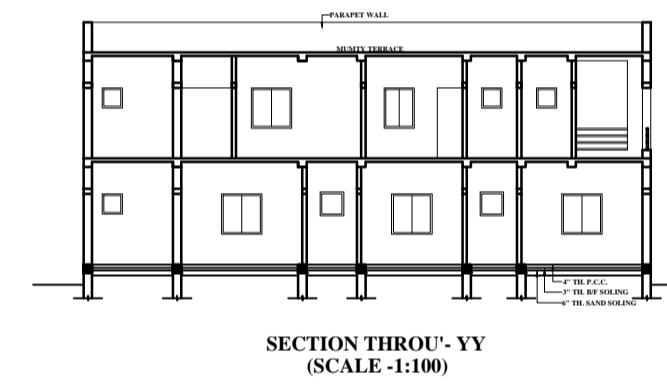 PARAPET WALL
MUMTY TERRACE
4" TH. P.C.C.
3" TH. B/F SOLING
6" TH. SAND SOLING
SECTION THROU'- YY
(SCALE -1:100)